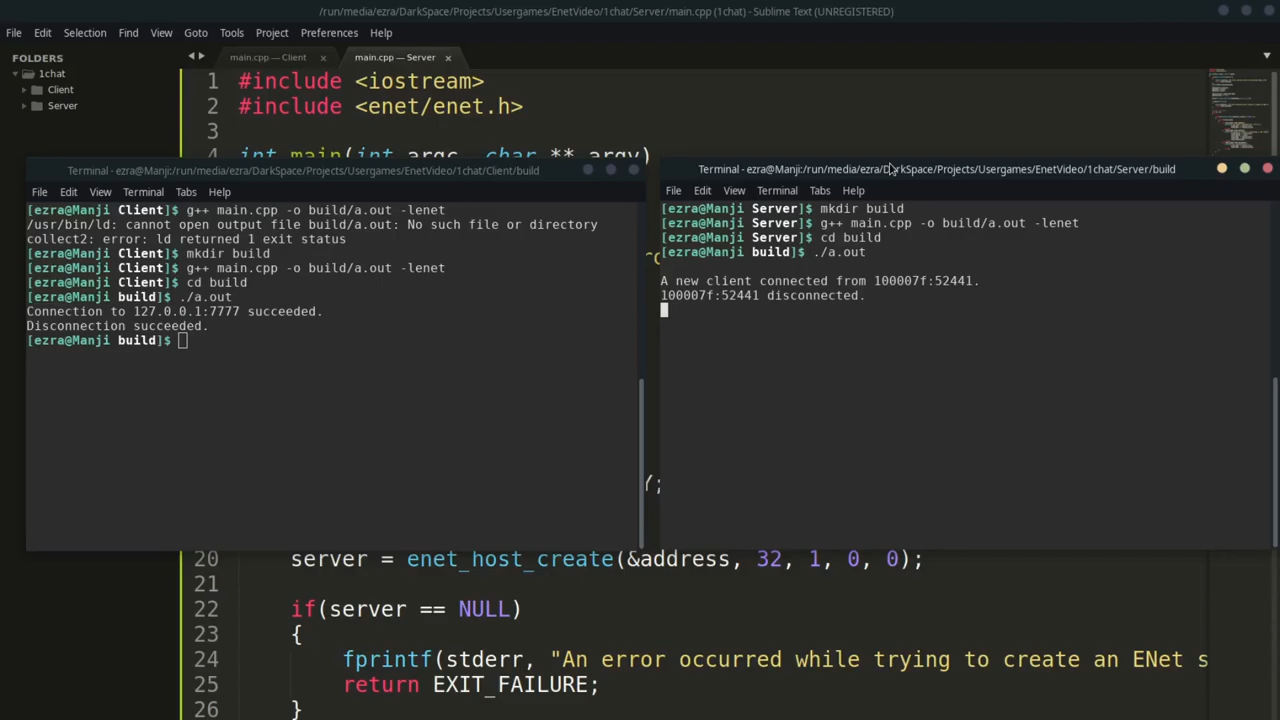 /run/media/ezra/DarkSpace/Projects/Usergames/EnetVideo/1chat/Server/main.cpp (1chat) - Sublime Text (UNREGISTERED)
File Edit Selection Find View Goto Tools Project Preferences Help
FOLDERS
1chat
Client
Server
main.cpp — Client × main.cpp — Server ×
1 #include <iostream>
2 #include <enet/enet.h>
3
4 int main(int argc, char ** argv)
Terminal - ezra@Manji:/run/media/ezra/DarkSpace/Projects/Usergames/EnetVideo/1chat/Client/build
File Edit View Terminal Tabs Help
[ezra@Manji Client]$ g++ main.cpp -o build/a.out -lenet
/usr/bin/ld: cannot open output file build/a.out: No such file or directory
collect2: error: ld returned 1 exit status
[ezra@Manji Client]$ mkdir build
[ezra@Manji Client]$ g++ main.cpp -o build/a.out -lenet
[ezra@Manji Client]$ cd build
[ezra@Manji build]$ ./a.out
Connection to 127.0.0.1:7777 succeeded.
Disconnection succeeded.
[ezra@Manji build]$
Terminal - ezra@Manji:/run/media/ezra/DarkSpace/Projects/Usergames/EnetVideo/1chat/Server/build
File Edit View Terminal Tabs Help
[ezra@Manji Server]$ mkdir build
[ezra@Manji Server]$ g++ main.cpp -o build/a.out -lenet
[ezra@Manji Server]$ cd build
[ezra@Manji build]$ ./a.out
A new client connected from 100007f:52441.
100007f:52441 disconnected.
Y;
20 server = enet_host_create(&address, 32, 1, 0, 0);
21
22 if(server == NULL)
23 {
24 fprintf(stderr, "An error occurred while trying to create an ENet s
25 return EXIT_FAILURE;
26 }